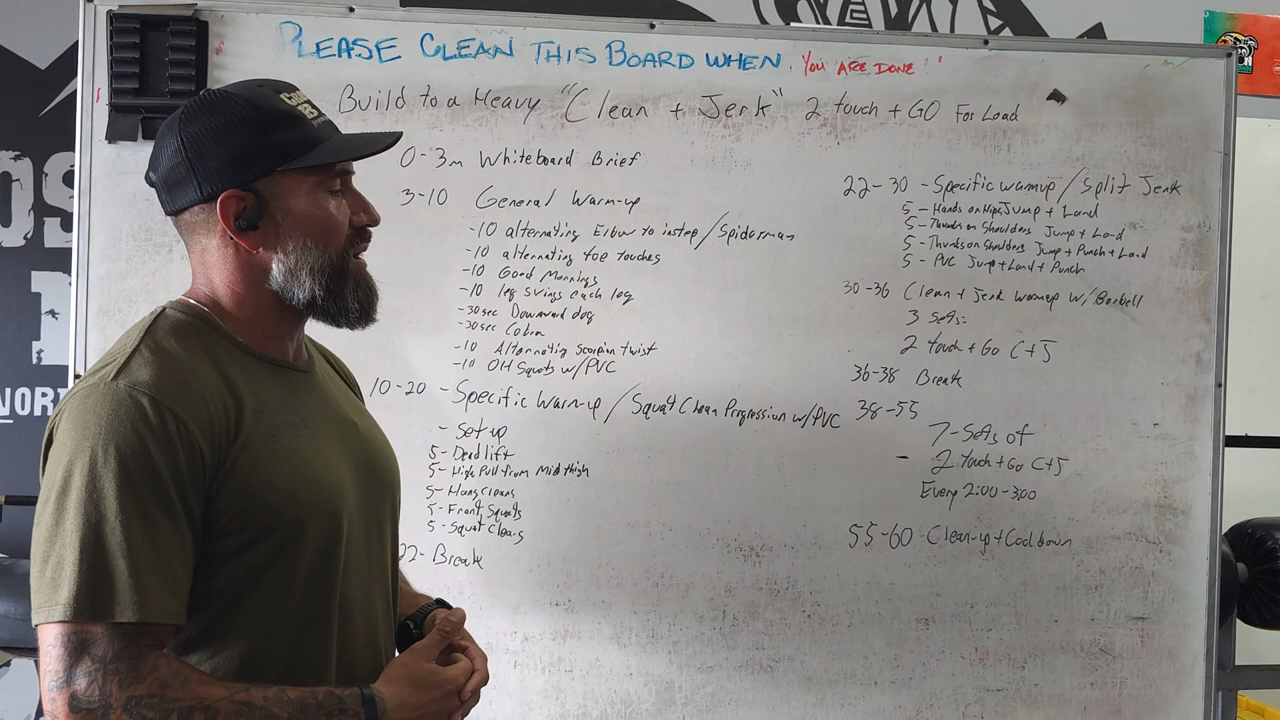 PLEASE CLEAN THIS BOARD WHEN YOU ARE DONE!!
Build to a Heavy "Clean + Jerk" 2 touch + GO For Load
0-3m Whiteboard Brief
3-10 General Warm-up
-10 alternating Elbow to instep/Spiderman
-10 alternating toe touches
-10 Good Mornings
-10 leg swings each leg
-30sec Downward dog
-30sec Cobra
-10 Alternating Scorpion twist
-10 OH Squats w/PVC
10-20 - Specific Warm-up / Squat Clean Progression w/PVC
- Set up
5- Deadlift
5- High Pull from Mid thigh
5- Hang Cleans
5- Front Squats
5- Squat Cleans
22- Break
22-30 - Specific warmup/Split Jerk
5- Hands on Hips Jump + Land
5- Thumbs on Shoulders Jump + Land
5- Thumbs on Shoulders Jump + Punch + Land
5- PVC Jump + Land + Punch
30-36 Clean + Jerk warmup w/Barbell
3 Sets:
2 touch + Go C+J
36-38 Break
38-55
7-Sets of
2 Touch + Go C+J
Every 2:00-3:00
55-60 Clean-up + Cool down
NORT